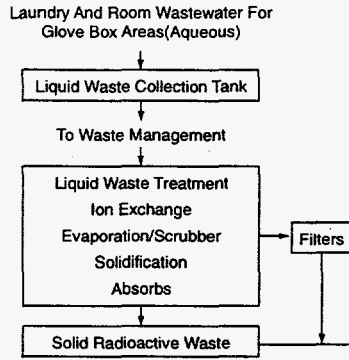 Laundry And Room Wastewater For
Glove Box Areas(Aqueous)
Liquid Waste Collection Tank
To Waste Management
Liquid Waste Treatment
Ion Exchange
Evaporation/Scrubber
Solidification
Absorbs
Filters
Solid Radioactive Waste